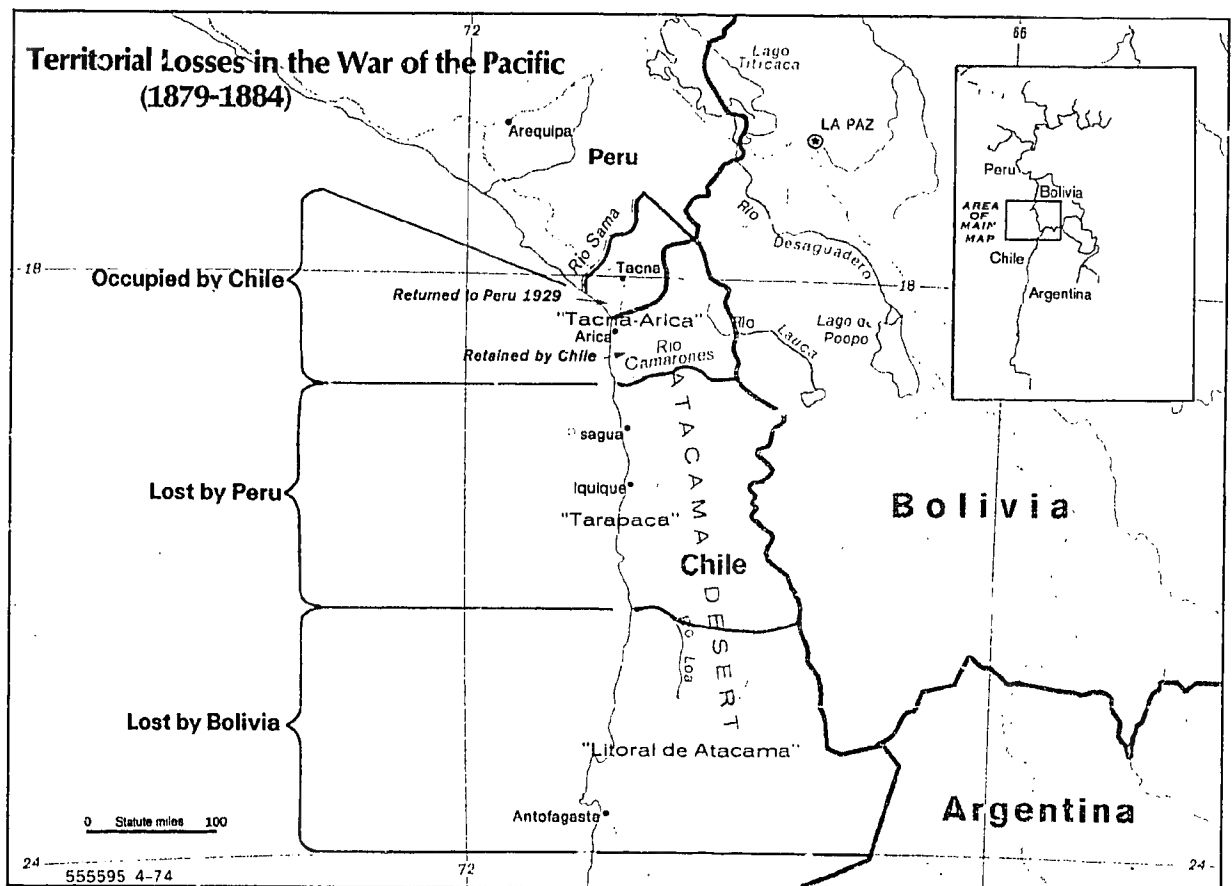 72
66
Territorial Losses in the War of the Pacific
(1879-1884)
Lago
Titicaca
Arequipa
LA PAZ
Peru
Peru
Bolivia
AREA
OF
MAIN
MAP
Chile
Argentina
Rio Sama
Rio
Desaguadero
18
Occupied by Chile
Tacna
18
Returned to Peru 1929
"Tacna-Arica"
Arica
Rio
Lauca
Lago
Poopo
Retained by Chile
Rio
Camarones
ATACAMA DESERT
sagua
Lost by Peru
Iquique
"Tarapaca"
Bolivia
Chile
Loa
Lost by Bolivia
"Litoral de Atacama"
Antofagasta
Argentina
0 Statute miles 100
24
72
24
555595 4-74